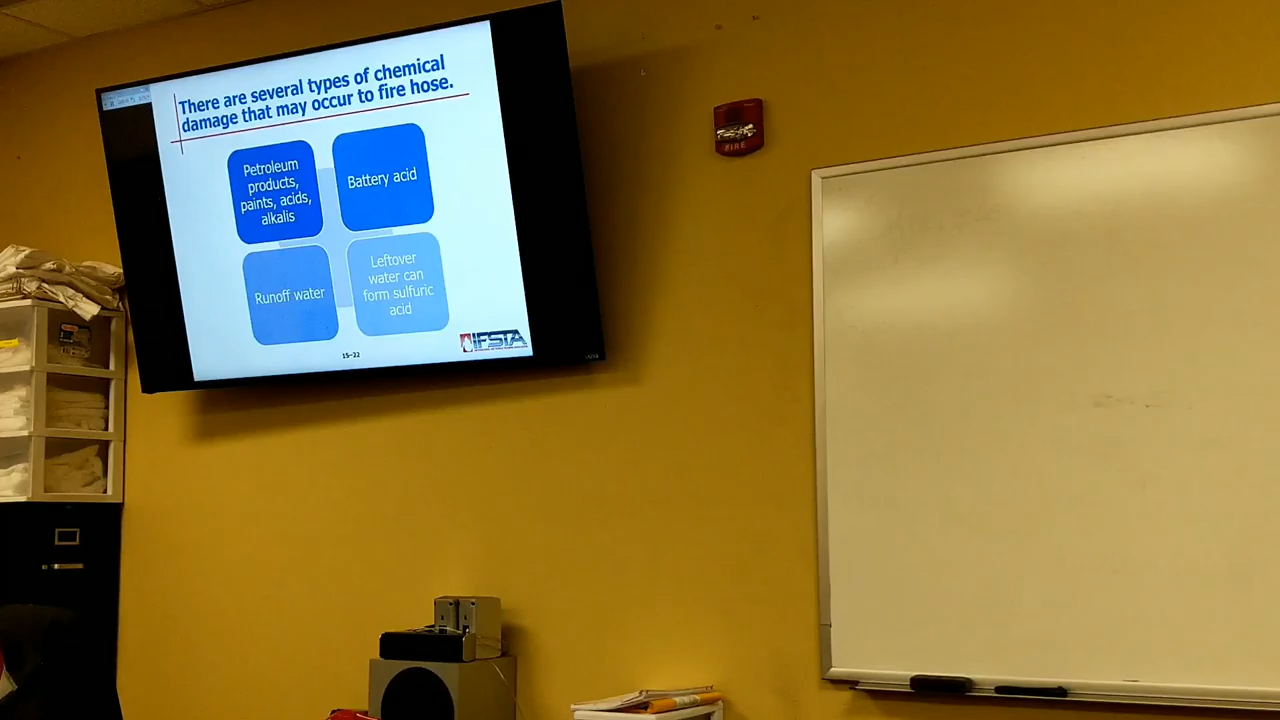 There are several types of chemical
damage that may occur to fire hose.
Petroleum
products,
paints, acids,
alkalis
Battery acid
Runoff water
Leftover
water can
form sulfuric
acid
15–22
IFSTA
FIRE